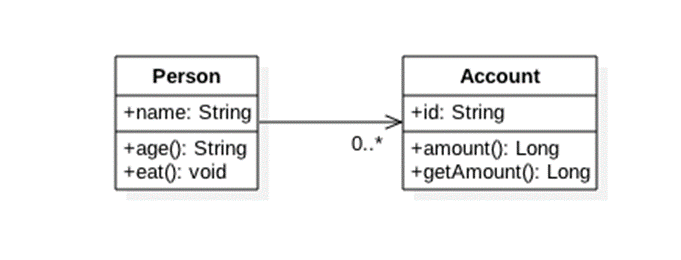 Person
+name: String
+age(): String
+eat(): void
0..*
Account
+id: String
+amount(): Long
+getAmount(): Long